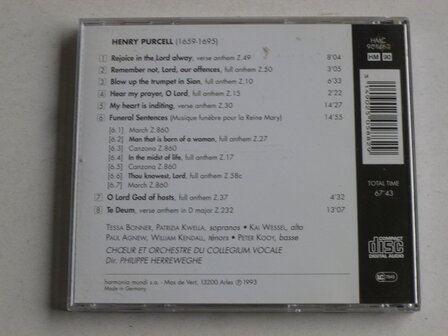 HENRY PURCELL (1659-1695)
1 Rejoice in the Lord alway, verse anthem Z.49 8'04
2 Remember not, Lord, our offences, full anthem Z.50 3'05
3 Blow up the trumpet in Sion, full anthem Z.10 6'33
4 Hear my prayer, O Lord, full anthem Z.15 2'22
5 My heart is inditing, verse anthem Z.30 14'27
6 Funeral Sentences (Musique funèbre pour la Reine Mary) 14'55
[6.1] March Z.860
[6.2] Man that is born of a woman, full anthem Z.27
[6.3] Canzona Z.860
[6.4] In the midst of life, full anthem Z.17
[6.5] Canzona Z.860
[6.6] Thou knowest, Lord, full anthem Z.58c
[6.7] March Z.860
7 O Lord God of hosts, full anthem Z.37 4'32
8 Te Deum, verse anthem in D major Z.232 13'07
TESSA BONNER, PATRIZIA KWELLA, sopranos • KAI WESSEL, alto
PAUL AGNEW, WILLIAM KENDALL, ténors • PETER KOOY, basse
CHŒUR ET ORCHESTRE DU COLLEGIUM VOCALE
Dir. PHILIPPE HERREWEGHE
harmonia mundi s.a. - Mas de Vert, 13200 Arles Ⓟ 1993
Made in Germany
HMC
HM 90
TOTAL TIME
67'43
COMPACT
disc
DIGITAL AUDIO
LC 7045